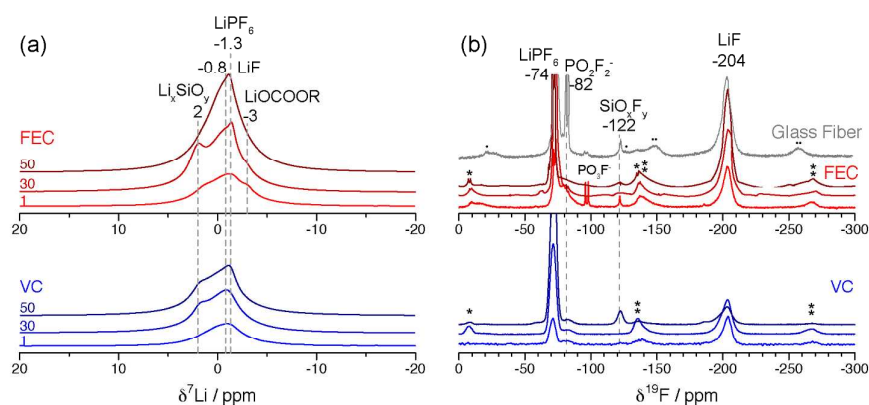 (a)
LiPF6
-1.3
-0.8
LiF
LixSiOy
2
LiOCOOR
-3
FEC
50
30
1
VC
50
30
1
20 10 0 -10 -20
δ7Li / ppm
(b)
LiPF6
-74
PO2F2-
-82
SiOxFy
-122
LiF
-204
Glass Fiber
* PO3F- * * * *
FEC
VC
* * * * *
0 -50 -100 -150 -200 -250 -300
δ19F / ppm